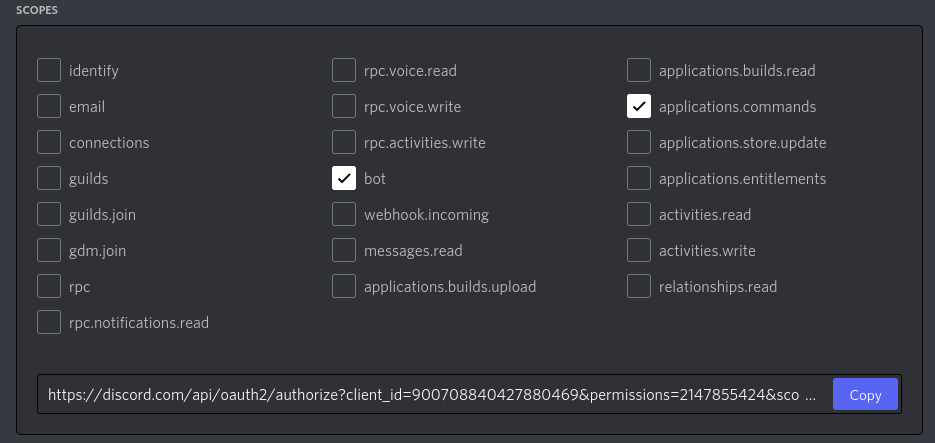 SCOPES
identify
email
connections
guilds
guilds.join
gdm.join
rpc
rpc.notifications.read
rpc.voice.read
rpc.voice.write
rpc.activities.write
bot
webhook.incoming
messages.read
applications.builds.upload
applications.builds.read
applications.commands
applications.store.update
applications.entitlements
activities.read
activities.write
relationships.read
https://discord.com/api/oauth2/authorize?client_id=900708840427880469&permissions=2147855424&sco ...
Copy